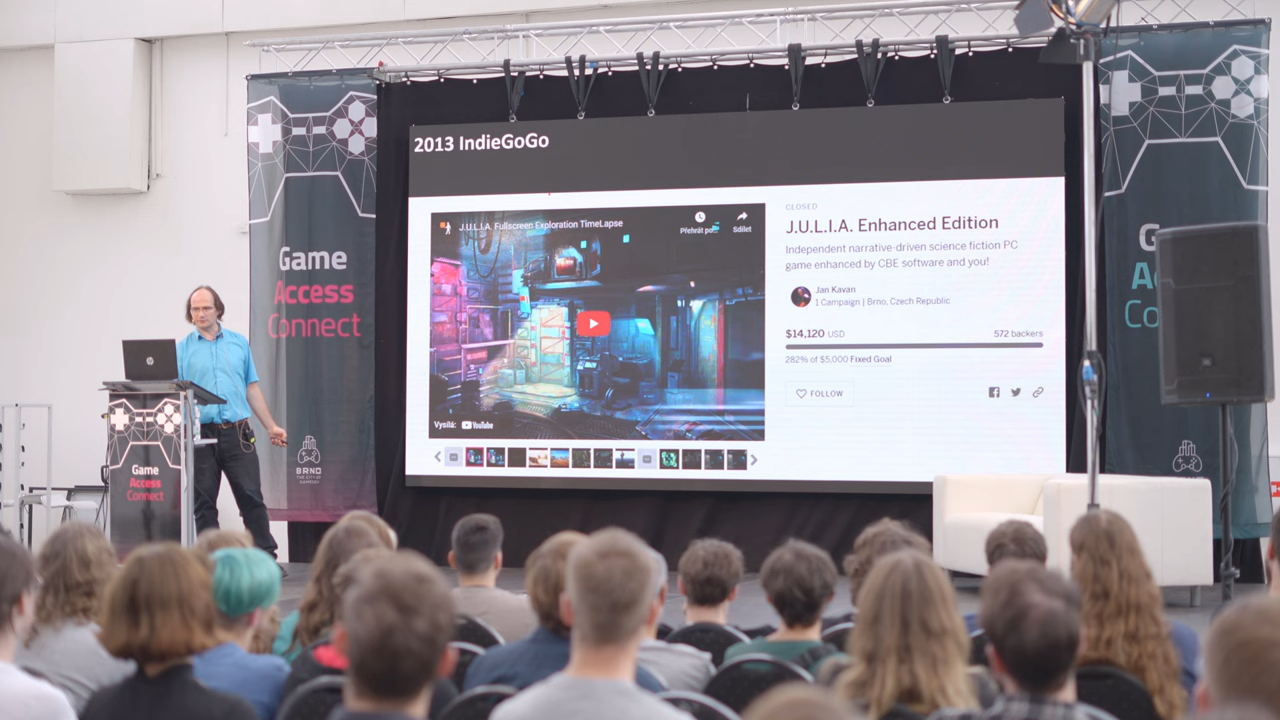 2013 IndieGoGo
J.U.L.I.A. Fullscreen Exploration TimeLapse
Sdílet
Vysílá: YouTube
CLOSED
J.U.L.I.A. Enhanced Edition
Independent narrative-driven science fiction PC
game enhanced by CBE software and you!
Jan Kavan
1 Campaign | Brno, Czech Republic
$14,120 USD
572 backers
282% of $5,000 Fixed Goal
FOLLOW
Game
Access
Connect
BRNO
hp
Game
Access
Connect